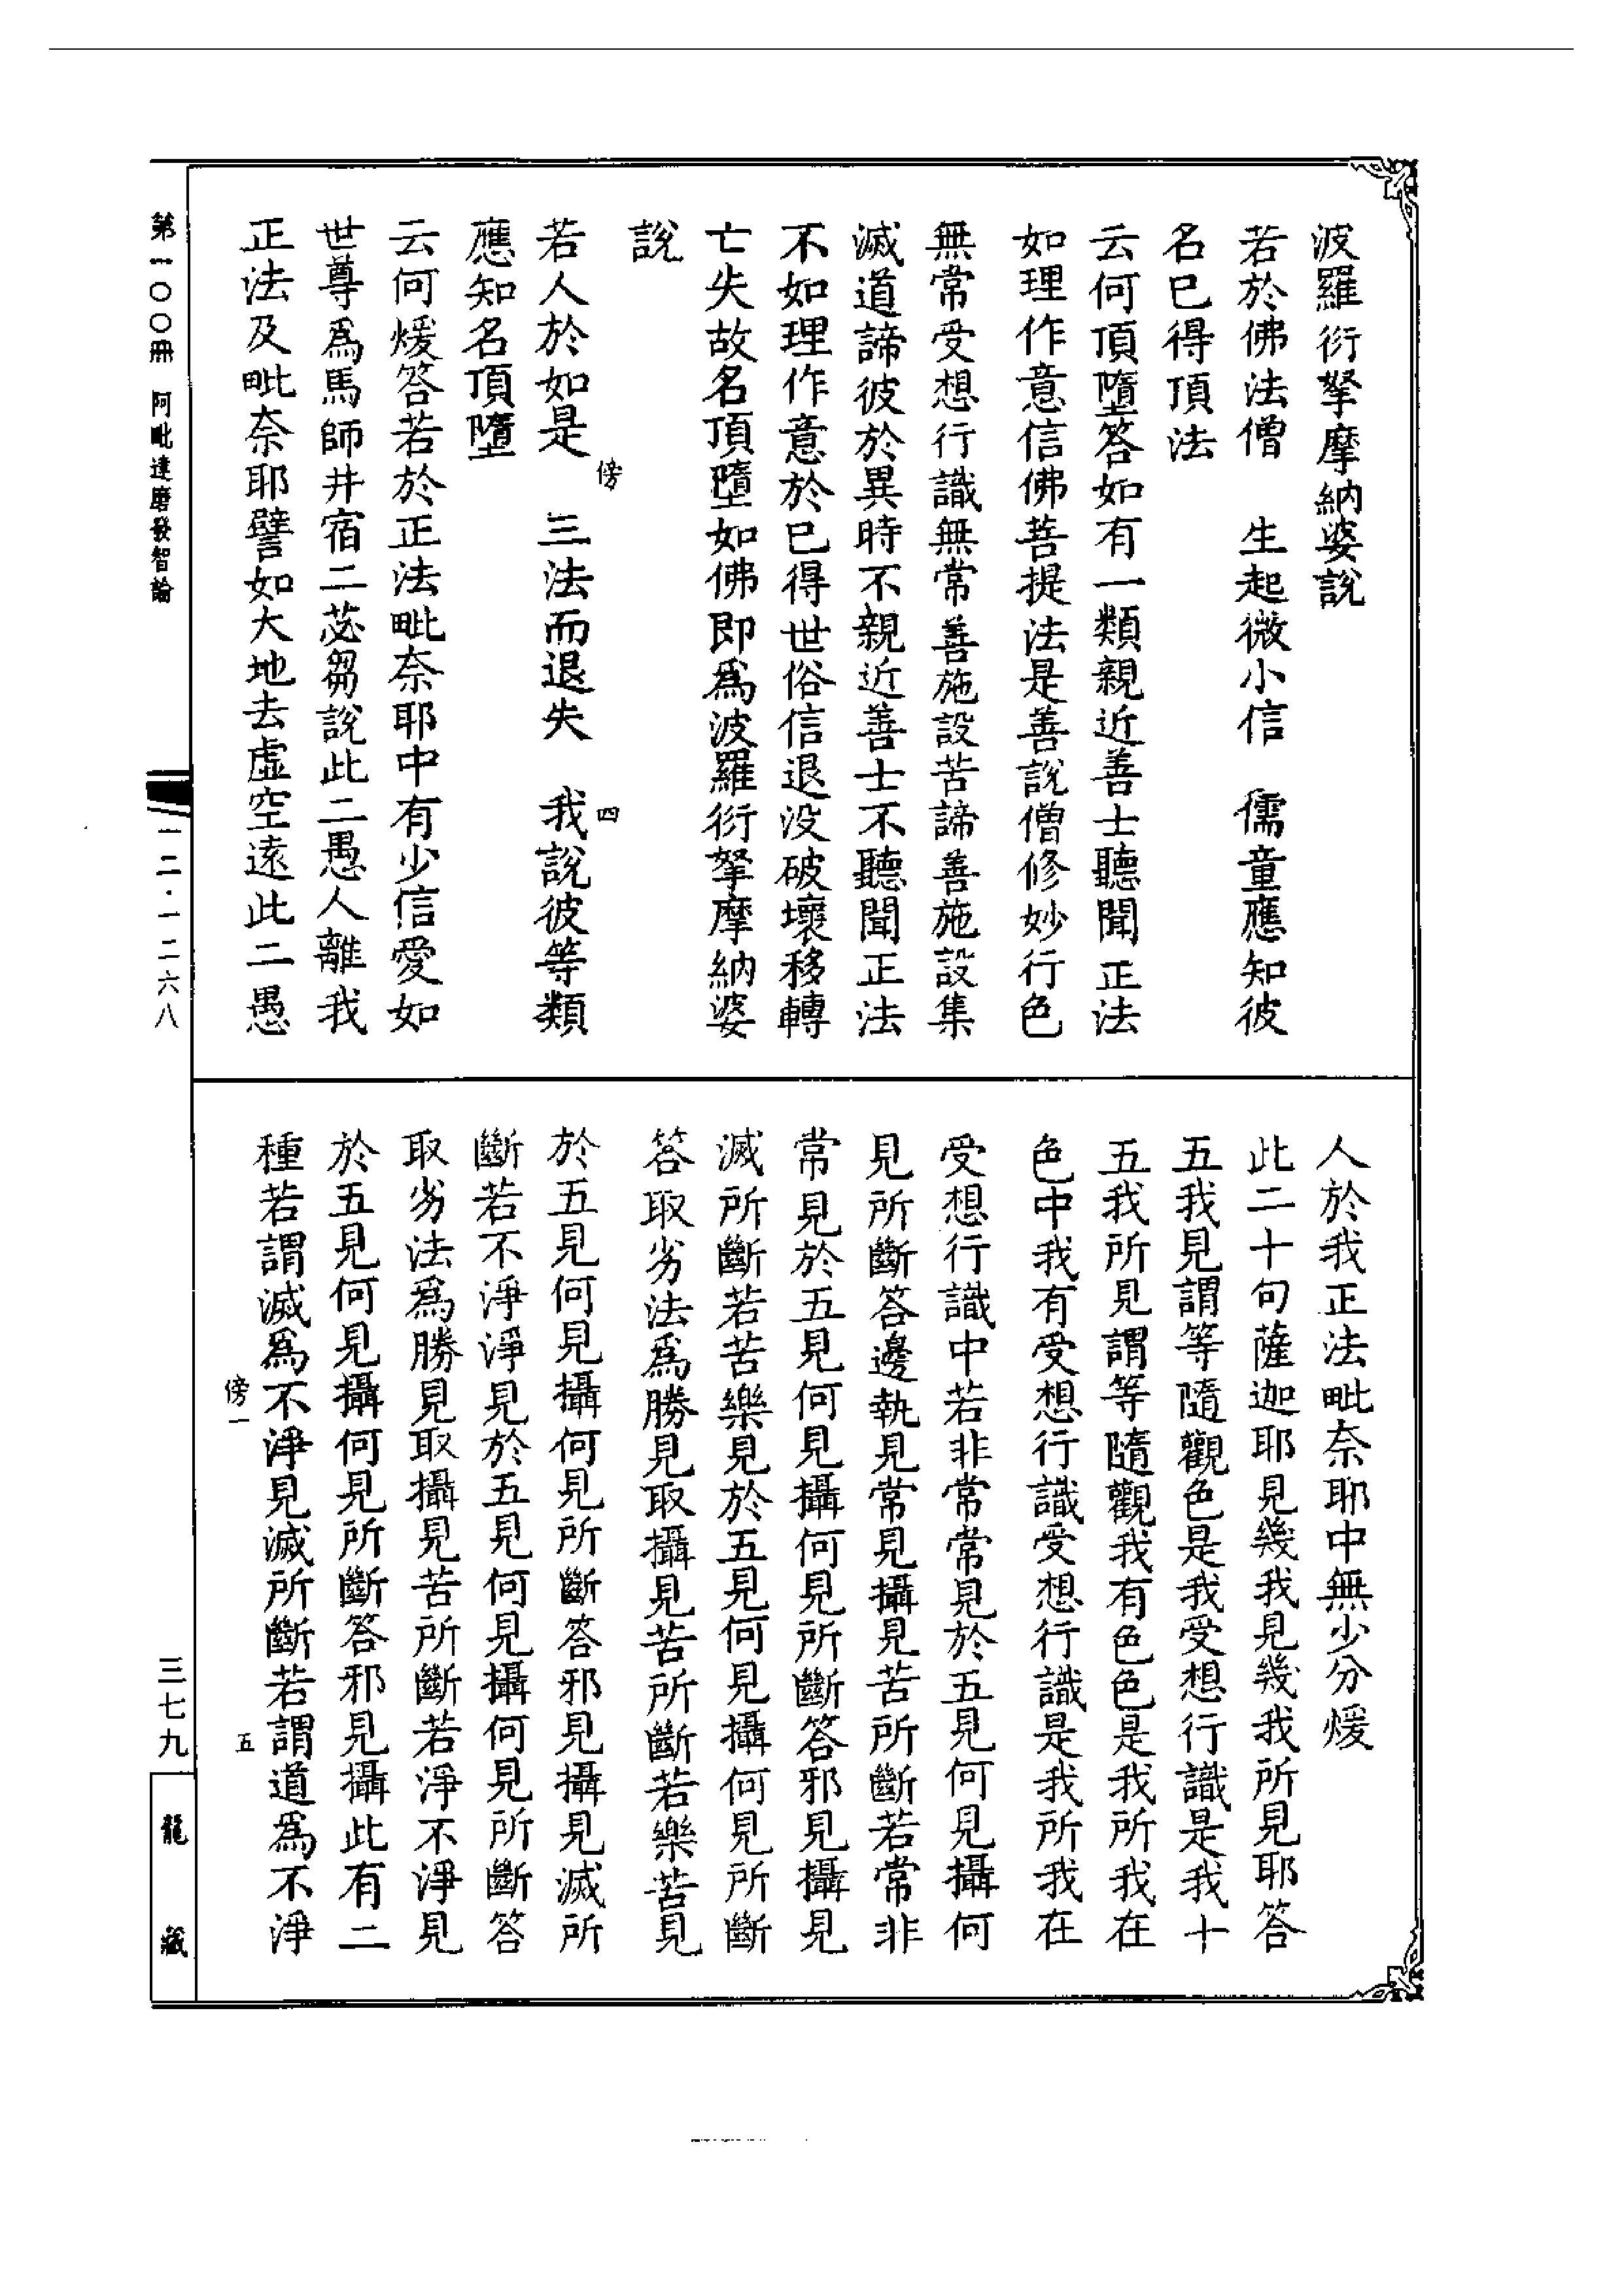 波羅衍拏摩納婆說
若於佛法僧　生起微小信　儒童應知彼
名已得頂法
云何頂墮答如有一類親近善士聽聞正法
如理作意信佛菩提法是善說僧修妙行色
無常受想行識無常善施設苦諦善施設集
滅道諦彼於異時不親近善士不聽聞正法
不如理作意於已得世俗信退没破壞移轉
亡失故名頂墮如佛即爲波羅衍拏摩納婆
說
若人於如是　三法而退失　我說彼等類
傍　四
應知名頂墮
云何煖答若於正法毗奈耶中有少信愛如
世尊爲馬師井宿二苾芻說此二愚人離我
正法及毗奈耶譬如大地去虛空遠此二愚
人於我正法毗奈耶中無少分煖
此二十句薩迦耶見幾我見幾我所見耶答
五我見謂等隨觀色是我受想行識是我十
五我所見謂等隨觀我有色色是我所我在
色中我有受想行識受想行識是我所我在
受想行識中若非常常見於五見何見攝何
見所斷答邊執見常見攝見苦所斷若常非
常見於五見何見攝何見所斷答邪見攝見
滅所斷若苦樂見於五見何見攝何見所斷
答取劣法爲勝見取攝見苦所斷若樂苦見
於五見何見攝何見所斷答邪見攝見滅所
斷若不淨淨見於五見何見攝何見所斷答
取劣法爲勝見取攝見苦所斷若淨不淨見
於五見何見攝何見所斷答邪見攝此有二
種若謂滅爲不淨見滅所斷若謂道爲不淨
傍一　五
第一〇〇冊　阿毗達磨發智論
一二·一二六八
三七九
龍藏